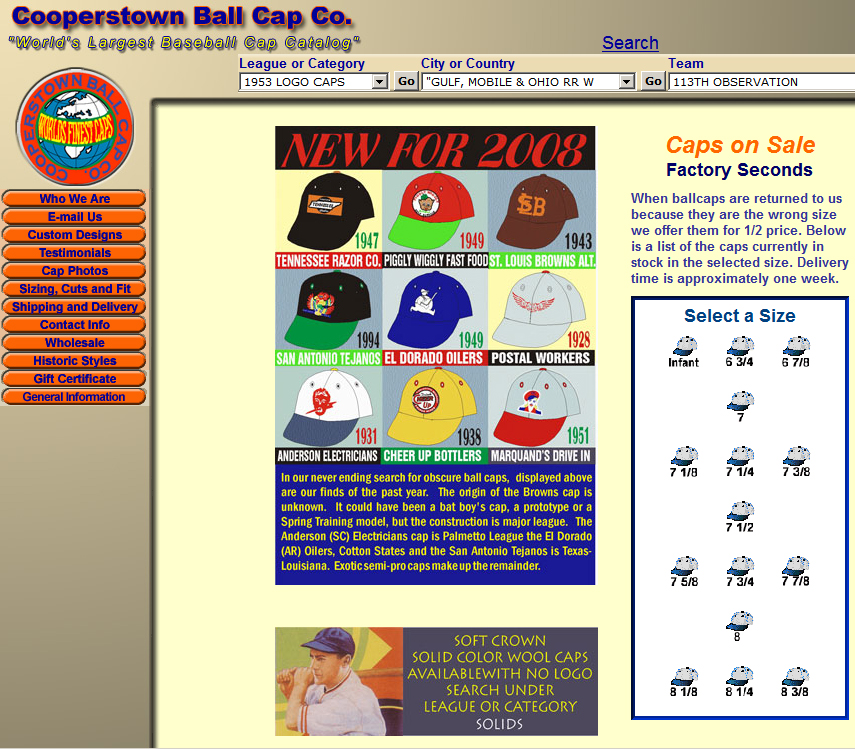 Cooperstown Ball Cap Co.
"World's Largest Baseball Cap Catalog"
Search
League or Category
City or Country
Team
1953 LOGO CAPS
Go
"GULF, MOBILE & OHIO RR W
Go
113TH OBSERVATION
COOPERSTOWN BALL CAP CO.
WORLDS FINEST CAPS
Who We Are
E-mail Us
Custom Designs
Testimonials
Cap Photos
Sizing, Cuts and Fit
Shipping and Delivery
Contact Info
Wholesale
Historic Styles
Gift Certificate
General Information
NEW FOR 2008
1947
1949
1943
TENNESSEE RAZOR CO.
PIGGLY WIGGLY FAST FOOD
ST. LOUIS BROWNS ALT.
1994
1949
1928
SAN ANTONIO TEJANOS
EL DORADO OILERS
POSTAL WORKERS
1931
1938
1951
ANDERSON ELECTRICIANS
CHEER UP BOTTLERS
MARQUAND'S DRIVE IN
In our never ending search for obscure ball caps, displayed above
are our finds of the past year. The origin of the Browns cap is
unknown. It could have been a bat boy's cap, a prototype or a
Spring Training model, but the construction is major league. The
Anderson (SC) Electricians cap is Palmetto League the El Dorado
(AR) Oilers, Cotton States and the San Antonio Tejanos is Texas-
Louisiana. Exotic semi-pro caps make up the remainder.
SOFT CROWN
SOLID COLOR WOOL CAPS
AVAILABLEWITH NO LOGO
SEARCH UNDER
LEAGUE OR CATEGORY
SOLIDS
Caps on Sale
Factory Seconds
When ballcaps are returned to us
because they are the wrong size
we offer them for 1/2 price. Below
is a list of the caps currently in
stock in the selected size. Delivery
time is approximately one week.
Select a Size
Infant
6 3/4
6 7/8
7
7 1/8
7 1/4
7 3/8
7 1/2
7 5/8
7 3/4
7 7/8
8
8 1/8
8 1/4
8 3/8